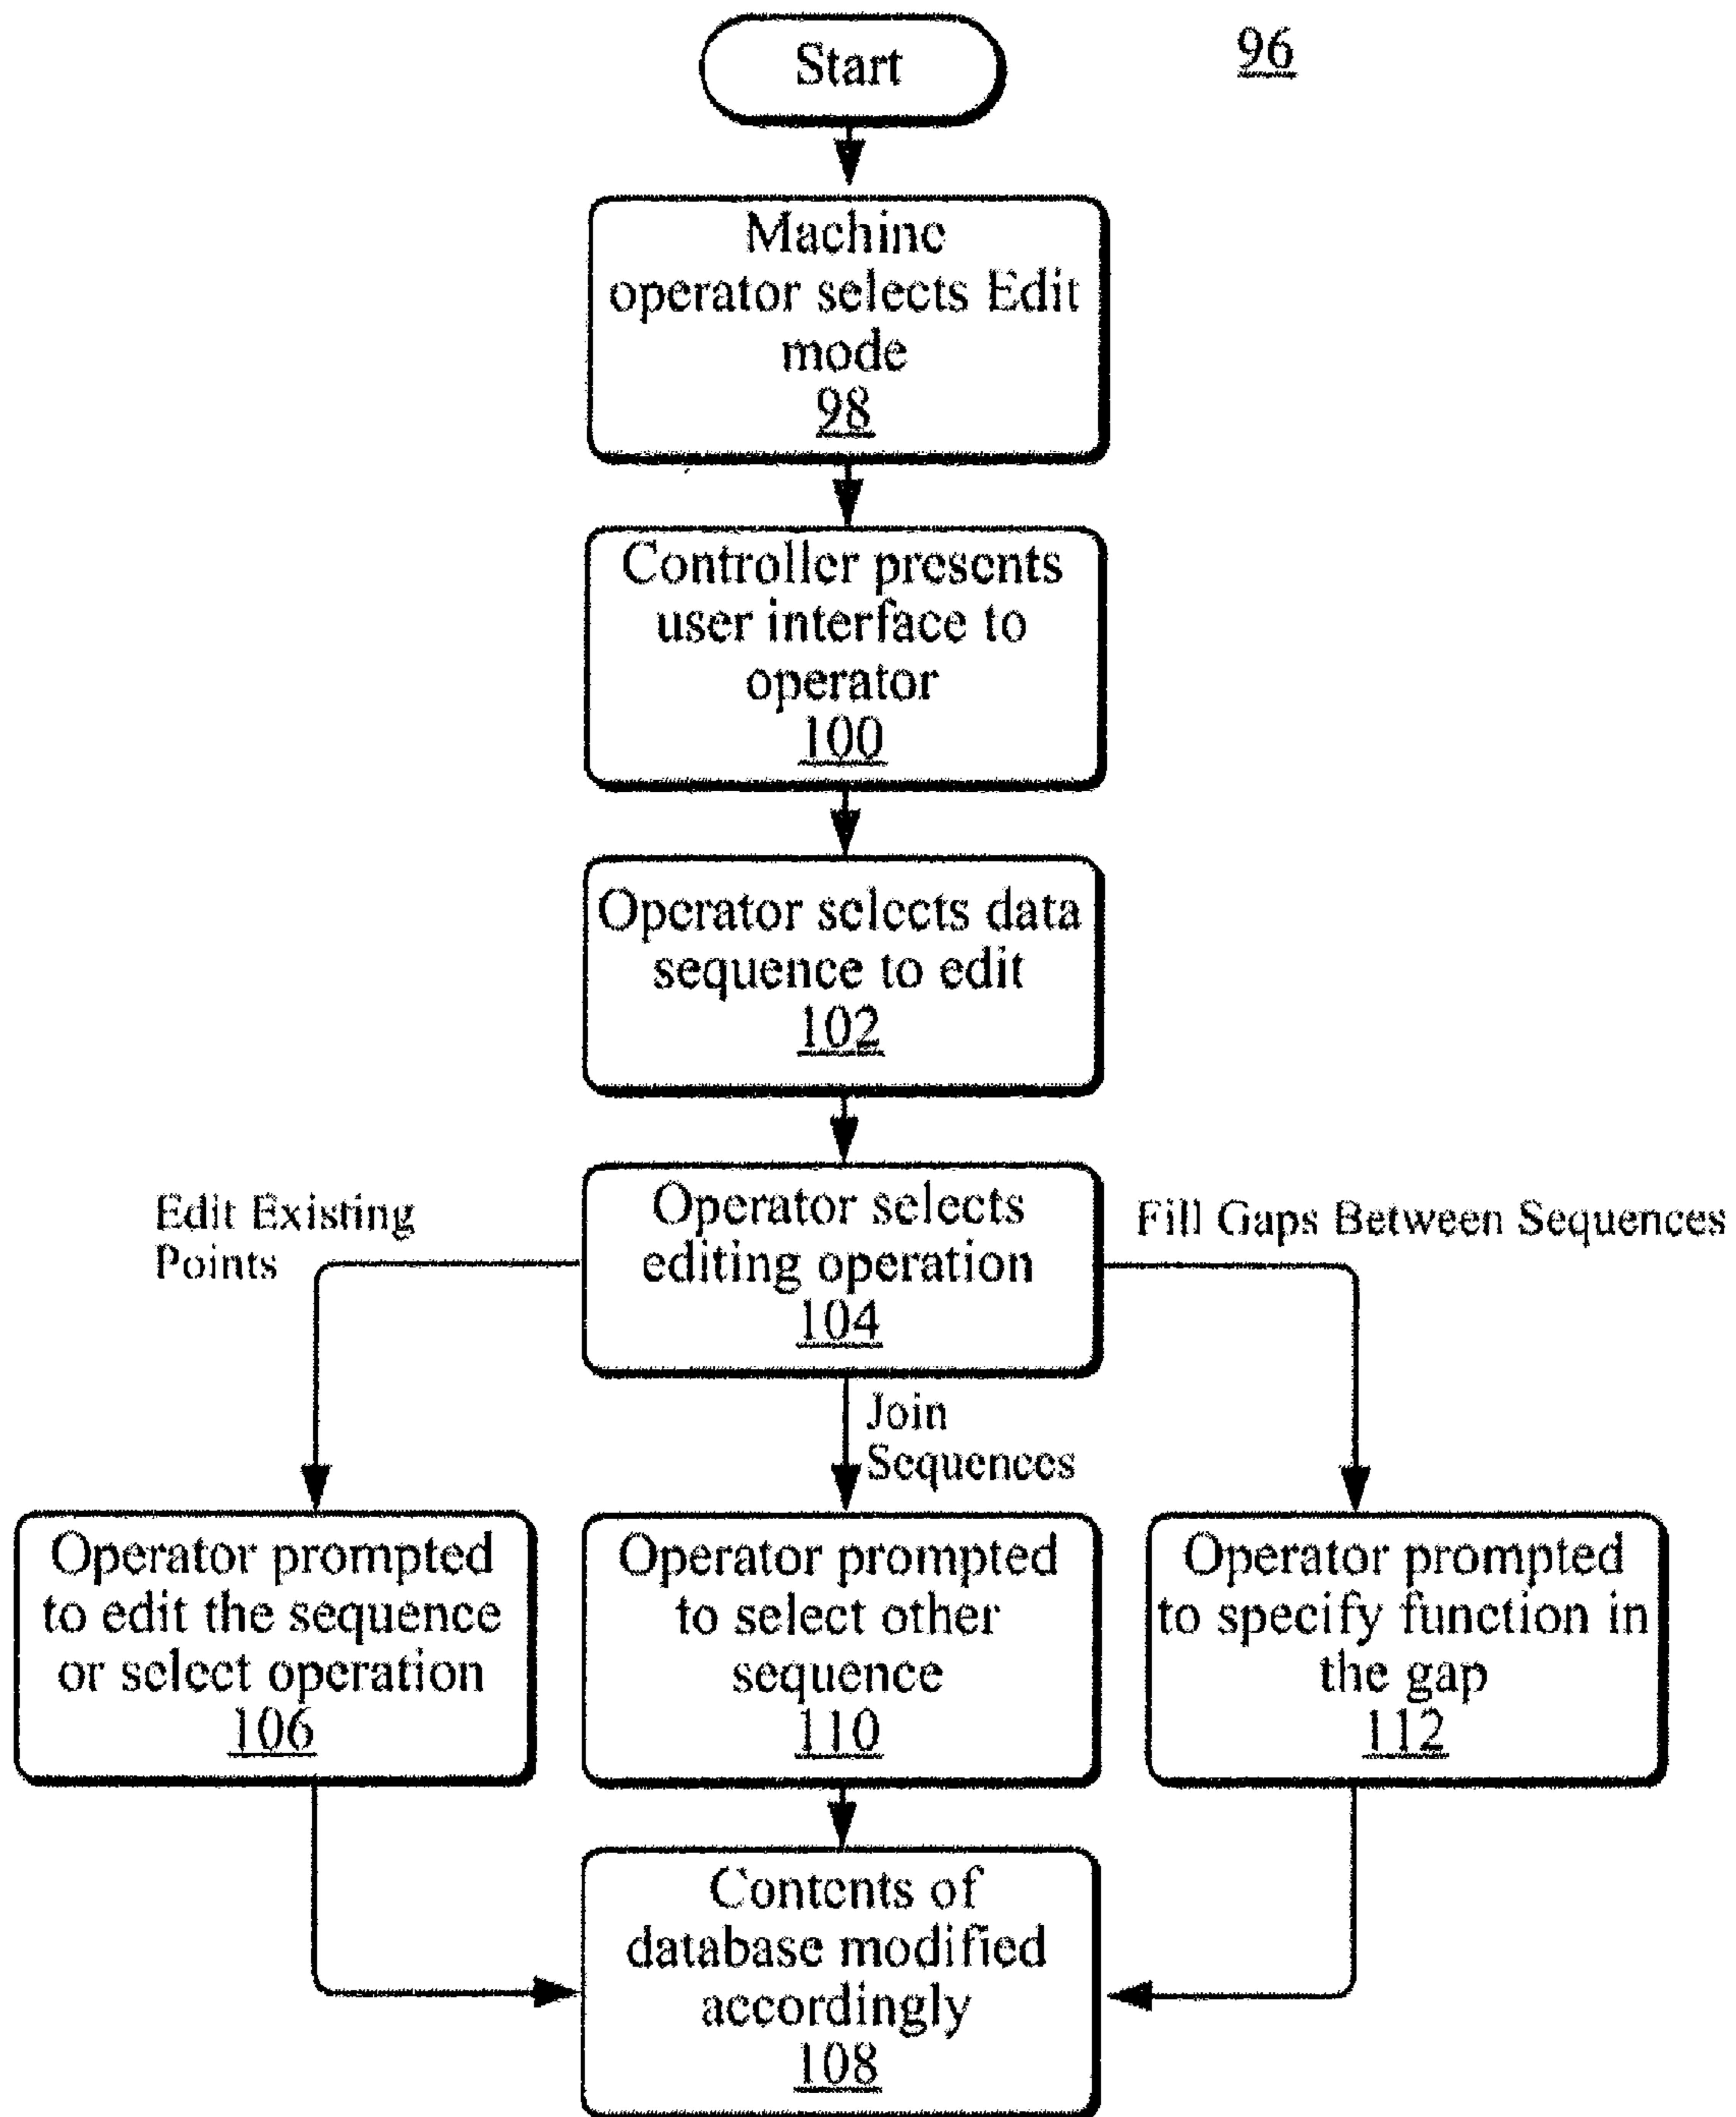 Start
96
Machine
operator selects Edit
mode
98
Controller presents
user interface to
operator
100
Operator selects data
sequence to edit
102
Operator selects
editing operation
104
Edit Existing
Points
Fill Gaps Between Sequences
Join
Sequences
Operator prompted
to edit the sequence
or select operation
106
Operator prompted
to select other
sequence
110
Operator prompted
to specify function in
the gap
112
Contents of
database modified
accordingly
108